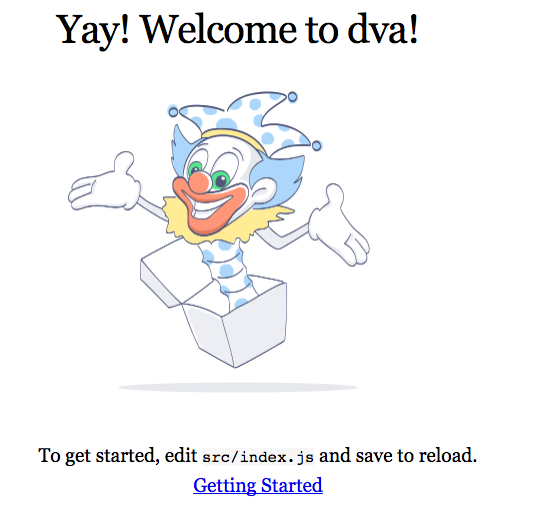 Yay! Welcome to dva!
To get started, edit src/index.js and save to reload.
Getting Started